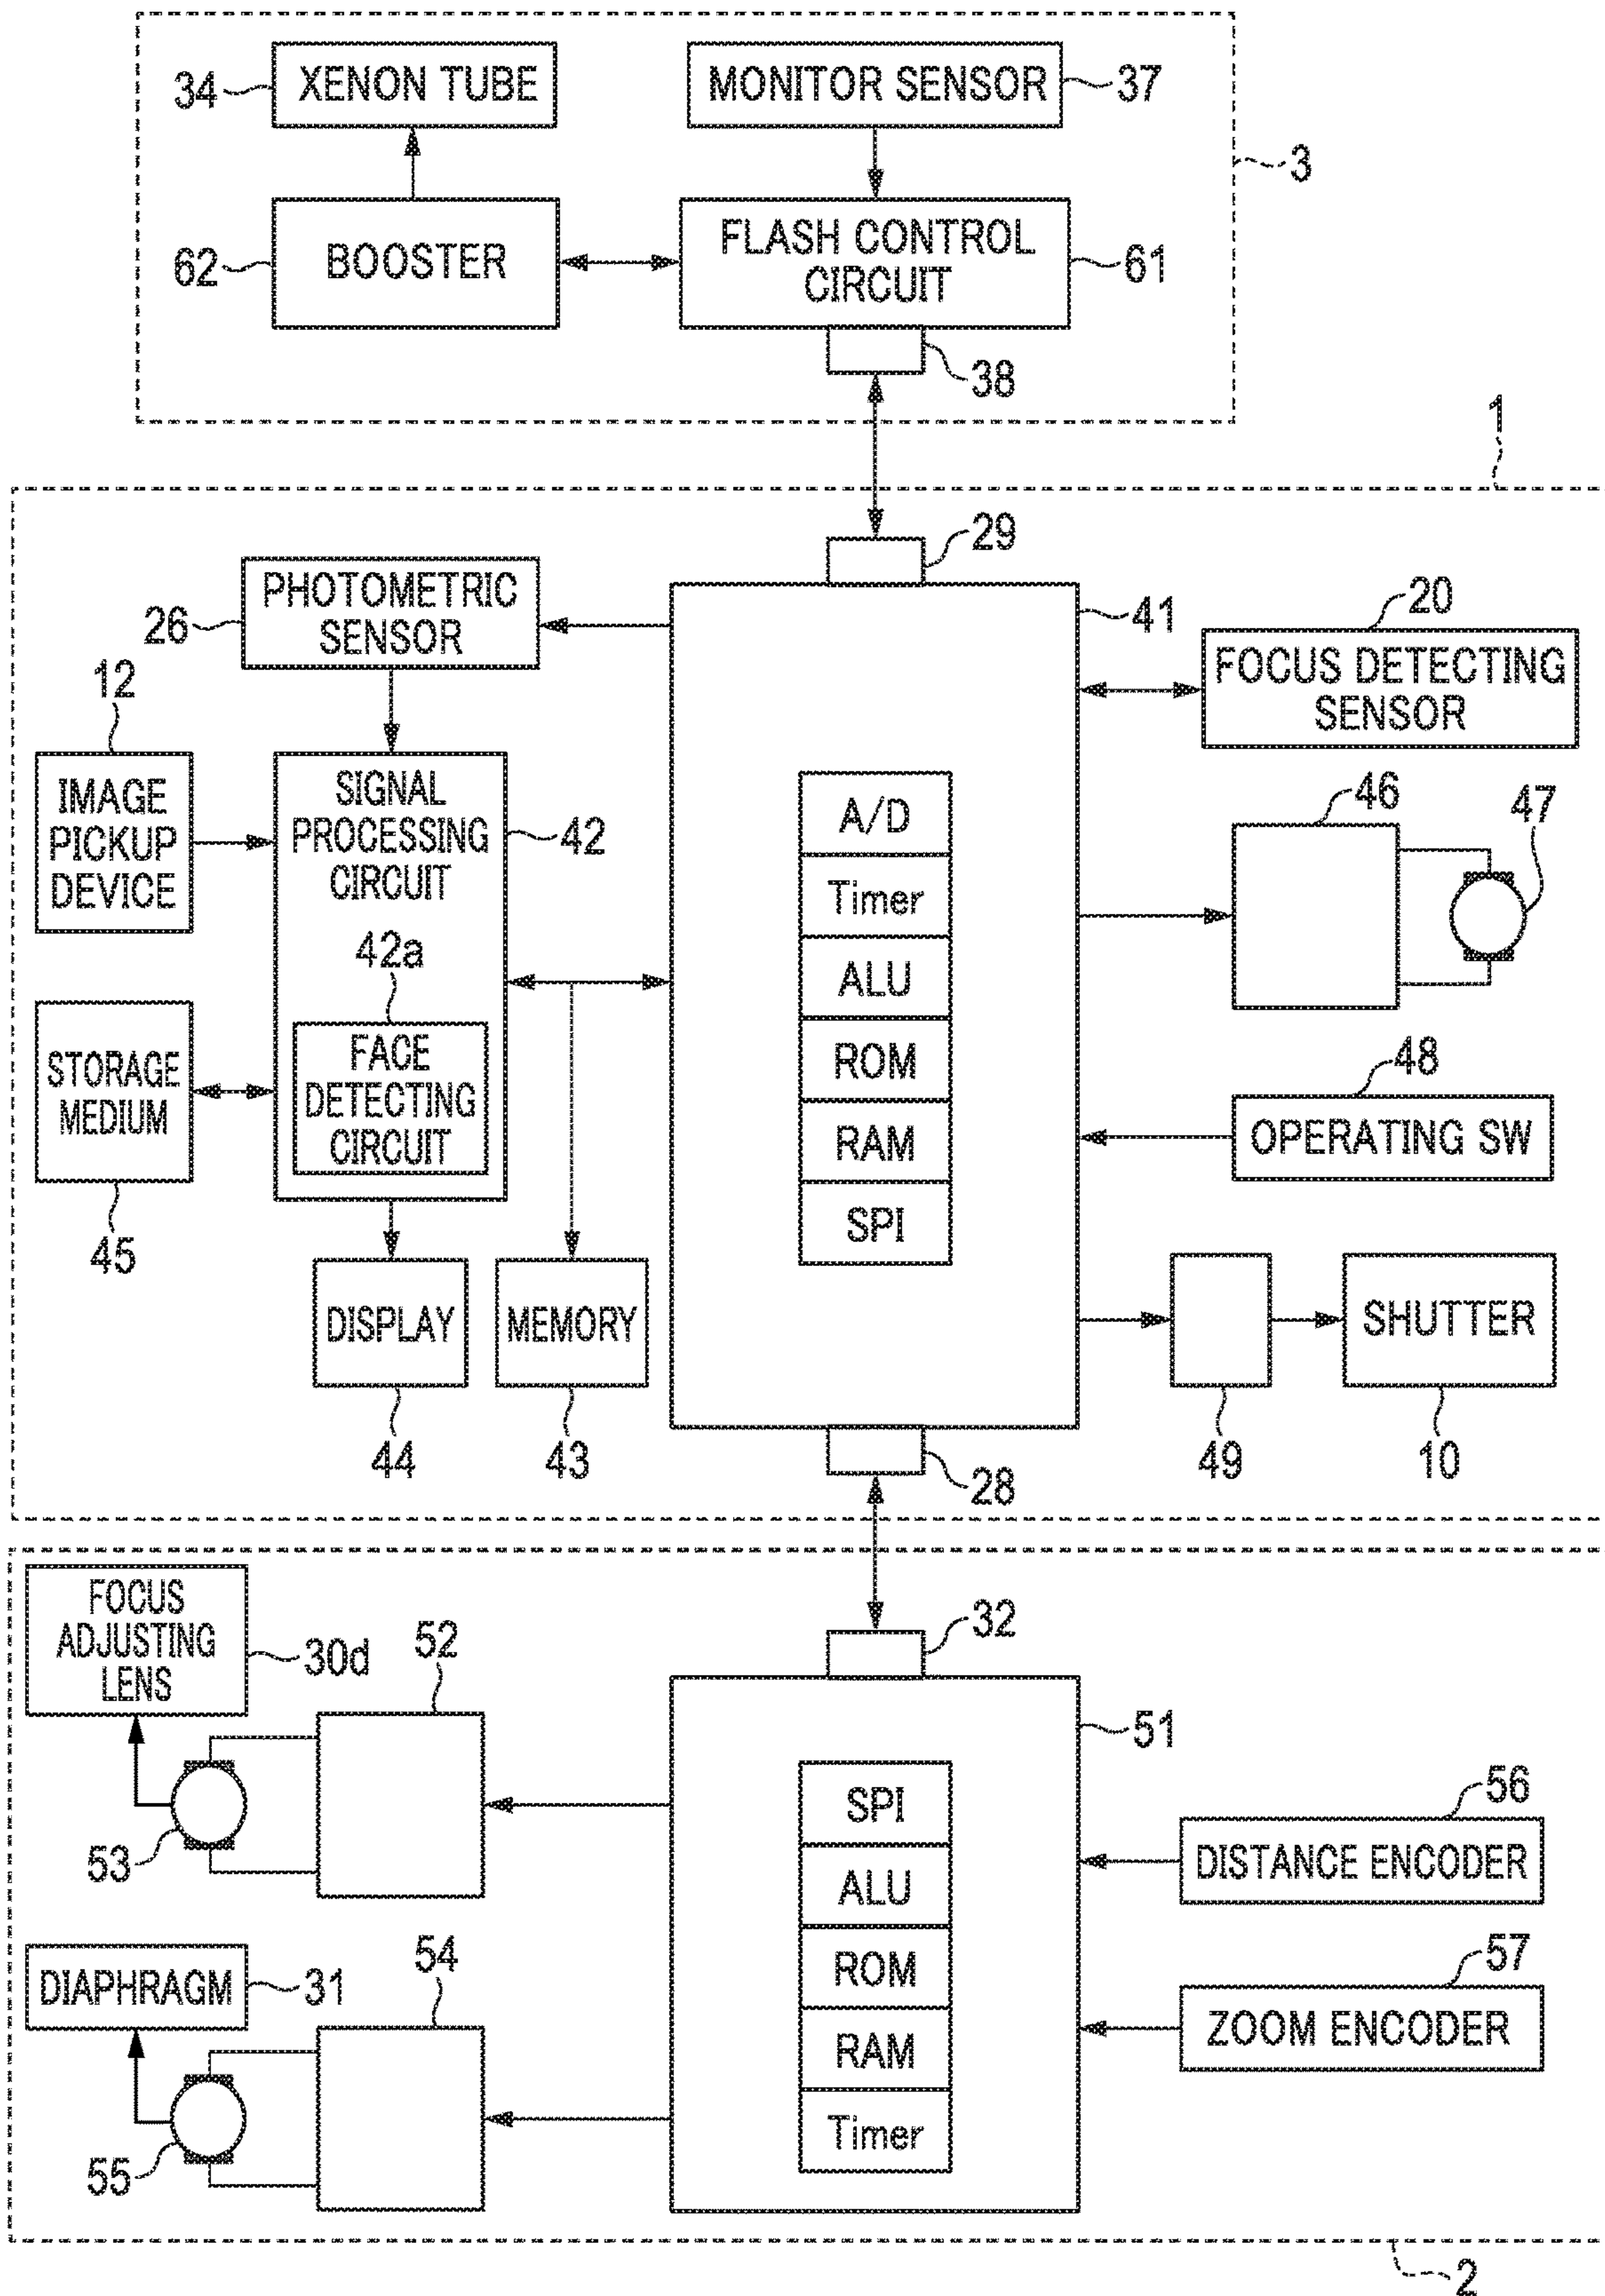 XENON TUBE
34
MONITOR SENSOR
37
3
BOOSTER
62
FLASH CONTROL
CIRCUIT
61
38
1
29
PHOTOMETRIC
SENSOR
26
41
20
FOCUS DETECTING
SENSOR
12
IMAGE
PICKUP
DEVICE
SIGNAL
PROCESSING
CIRCUIT
42
42a
FACE
DETECTING
CIRCUIT
A/D
Timer
ALU
ROM
RAM
SPI
46
47
STORAGE
MEDIUM
45
48
OPERATING SW
DISPLAY
44
MEMORY
43
SHUTTER
49
10
28
FOCUS
ADJUSTING
LENS
30d
52
32
51
53
SPI
ALU
ROM
RAM
Timer
56
DISTANCE ENCODER
DIAPHRAGM
31
54
57
ZOOM ENCODER
55
2